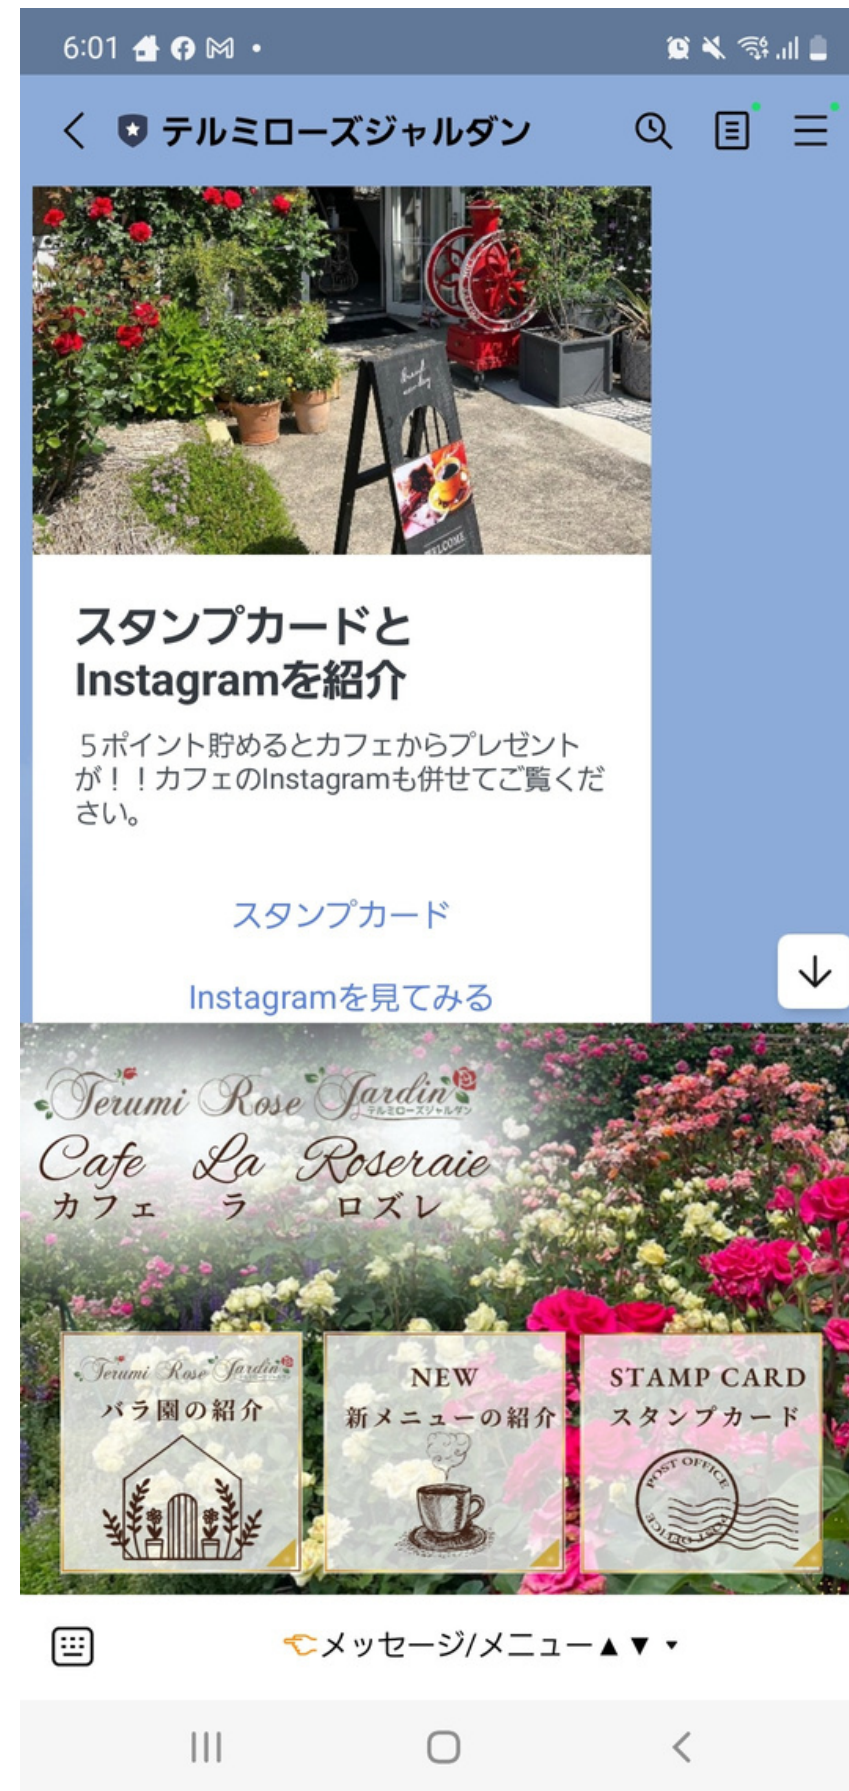 6:01
テルミローズジャルダン
WELCOME
スタンプカードと
Instagramを紹介
５ポイント貯めるとカフェからプレゼント
が！！カフェのInstagramも併せてご覧くだ
さい。
スタンプカード
Instagramを見てみる
Terumi Rose Jardin
テルミローズジャルダン
Cafe La Roseraie
カフェ ラ ロズレ
Terumi Rose Jardin
バラ園の紹介
NEW
新メニューの紹介
STAMP CARD
スタンプカード
POST OFFICE
POST OFFICE
メッセージ/メニュー▲▼